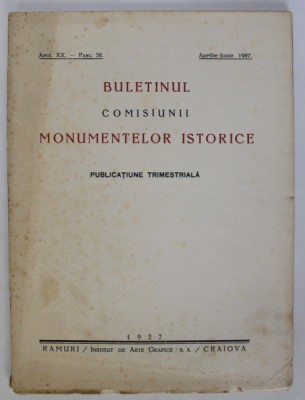 Anul XX. — Fasc. 52. Aprilie-Iunie 1927.
BULETINUL
COMISIUNII
MONUMENTELOR ISTORICE
PUBLICAȚIUNE TRIMESTRIALĂ
1927
RAMURI / INSTITUT DE ARTE GRAFICE / S. A. / CRAIOVA